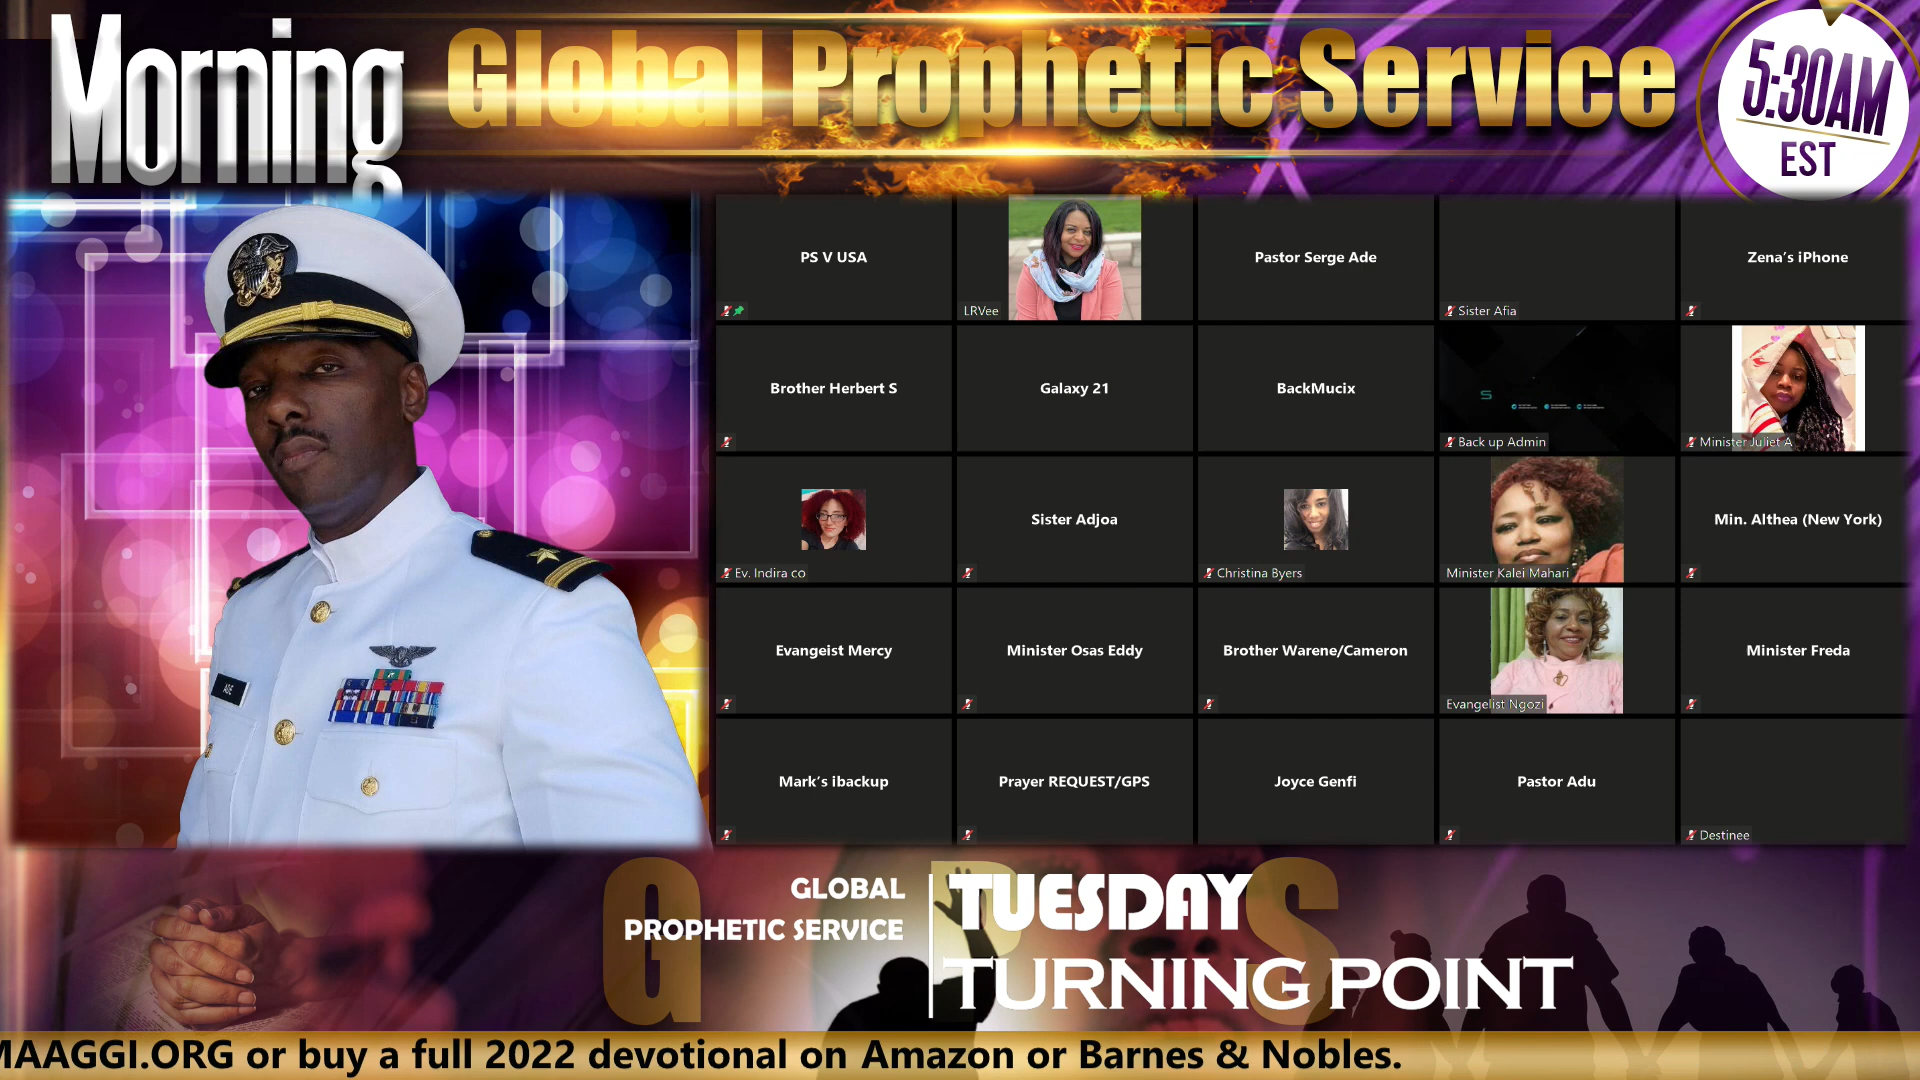 Morning
Global Prophetic Service
5:30AM
EST
PS V USA
LRVee
Pastor Serge Ade
Sister Afia
Zena's iPhone
Brother Herbert S
Galaxy 21
BackMucix
Back up Admin
Minister Juliet A
Ev. Indira co
Sister Adjoa
Christina Byers
Minister Kalei Mahari
Min. Althea (New York)
Evangeist Mercy
Minister Osas Eddy
Brother Warene/Cameron
Evangelist Ngozi
Minister Freda
Mark's ibackup
Prayer REQUEST/GPS
Joyce Genfi
Pastor Adu
Destinee
ADE
GPS
GLOBAL
PROPHETIC SERVICE
TUESDAY
TURNING POINT
MAAGGI.ORG or buy a full 2022 devotional on Amazon or Barnes & Nobles.